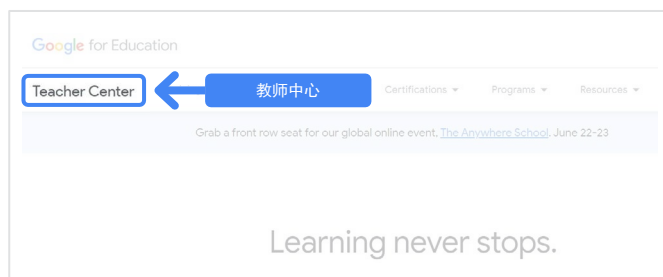 Google for Education
Teacher Center
教师中心
Certifications
Programs
Resources
Grab a front row seat for our global online event, The Anywhere School. June 22-23
Learning never stops.